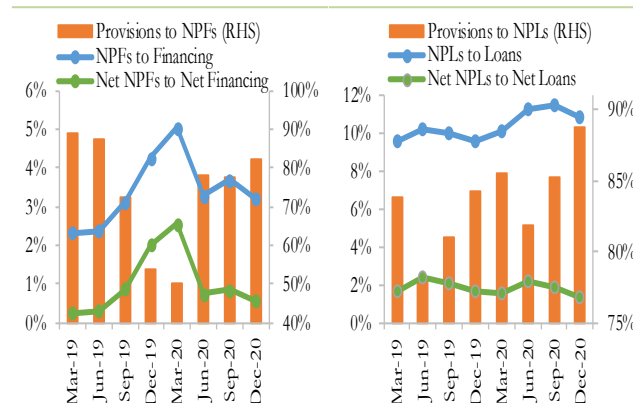 Provisions to NPFs (RHS)
NPFs to Financing
Net NPFs to Net Financing
6%
5%
4%
3%
2%
1%
0%
100%
90%
80%
70%
60%
50%
40%
Mar-19
Jun-19
Sep-19
Dec-19
Mar-20
Jun-20
Sep-20
Dec-20
Provisions to NPLs (RHS)
NPLs to Loans
Net NPLs to Net Loans
12%
10%
8%
6%
4%
2%
0%
90%
85%
80%
75%
Mar-19
Jun-19
Sep-19
Dec-19
Mar-20
Jun-20
Sep-20
Dec-20